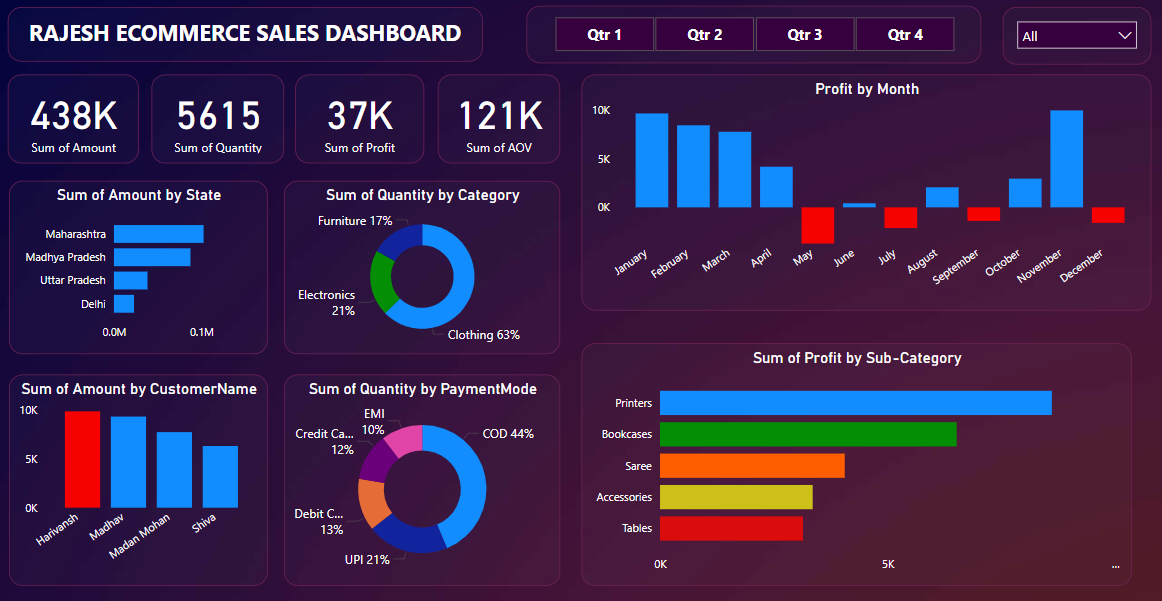 RAJESH ECOMMERCE SALES DASHBOARD
Qtr 1
Qtr 2
Qtr 3
Qtr 4
All
438K
Sum of Amount
5615
Sum of Quantity
37K
Sum of Profit
121K
Sum of AOV
Profit by Month
10K
5K
0K
January
February
March
April
May
June
July
August
September
October
November
December
Sum of Amount by State
Maharashtra
Madhya Pradesh
Uttar Pradesh
Delhi
0.0M
0.1M
Sum of Quantity by Category
Furniture 17%
Electronics
21%
Clothing 63%
Sum of Amount by CustomerName
10K
5K
0K
Harivansh
Madhav
Madan Mohan
Shiva
Sum of Quantity by PaymentMode
EMI
10%
Credit Ca...
12%
Debit C...
13%
UPI 21%
COD 44%
Sum of Profit by Sub-Category
Printers
Bookcases
Saree
Accessories
Tables
0K
5K
...